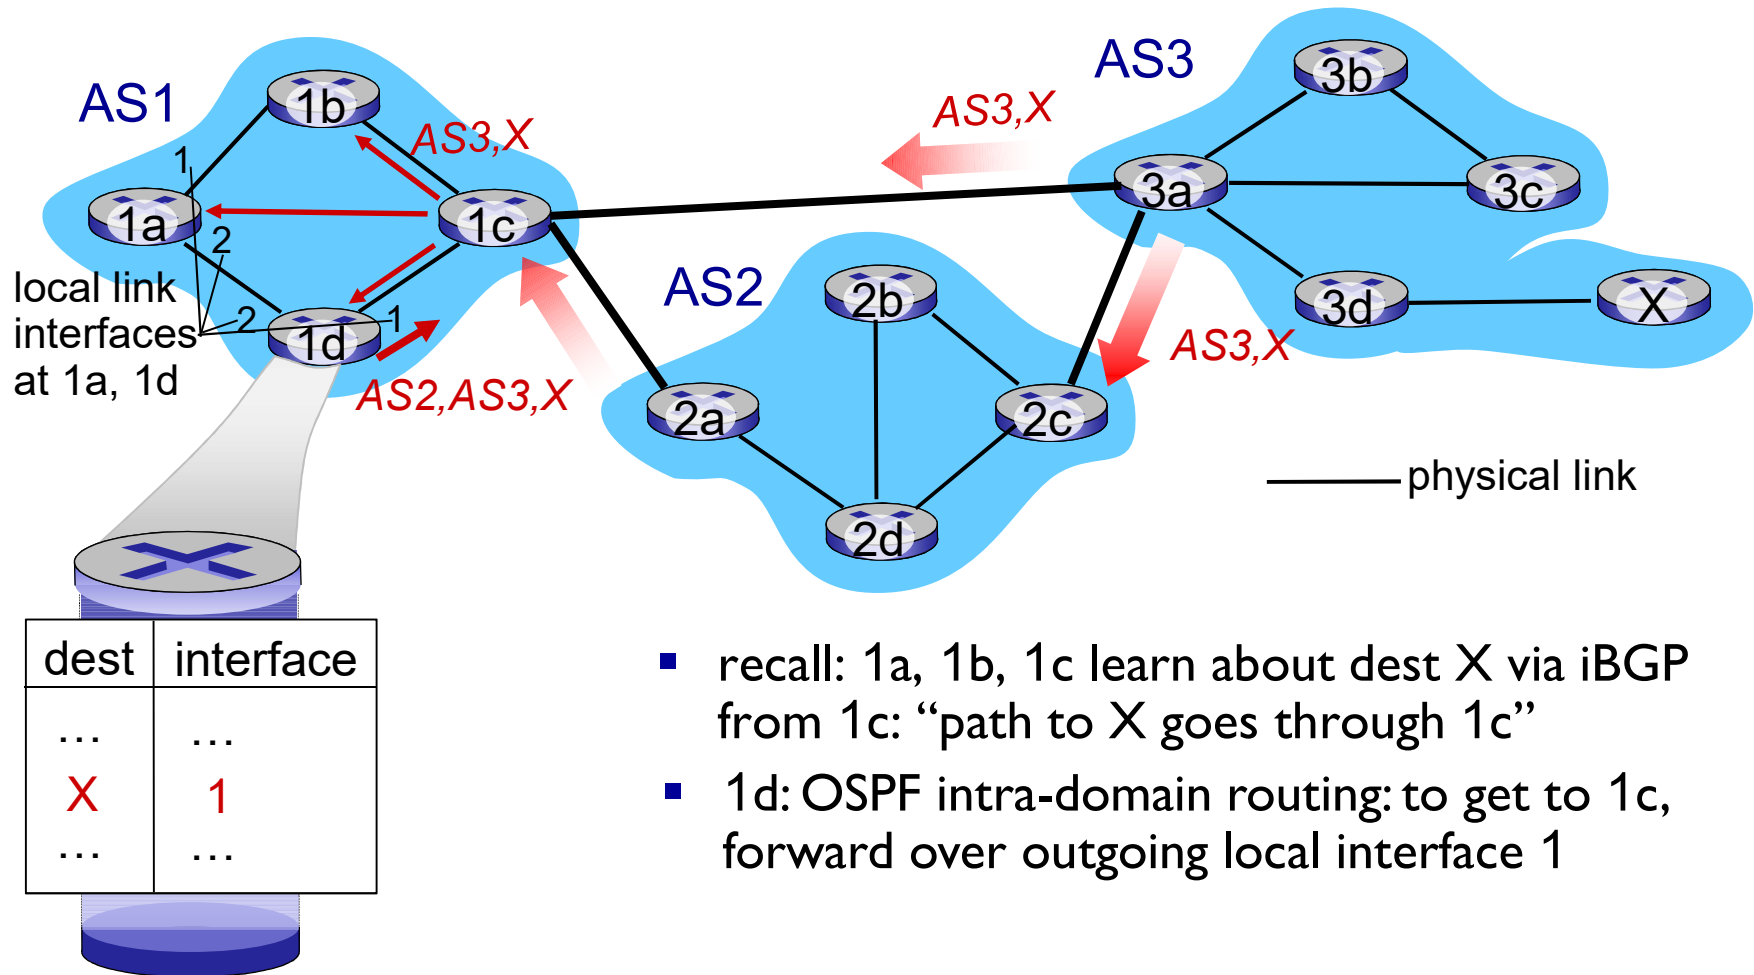 AS3
3b
AS1
1b
AS3,X
AS3,X
1
3a
3c
1a
1c
2
AS2
local link
interfaces
at 1a, 1d
2b
3d
X
2
1
1d
AS3,X
AS2,AS3,X
2a
2c
physical link
2d
dest interface
... ...
X 1
... ...
▪ recall: 1a, 1b, 1c learn about dest X via iBGP
from 1c: “path to X goes through 1c”
▪ 1d: OSPF intra-domain routing: to get to 1c,
forward over outgoing local interface 1